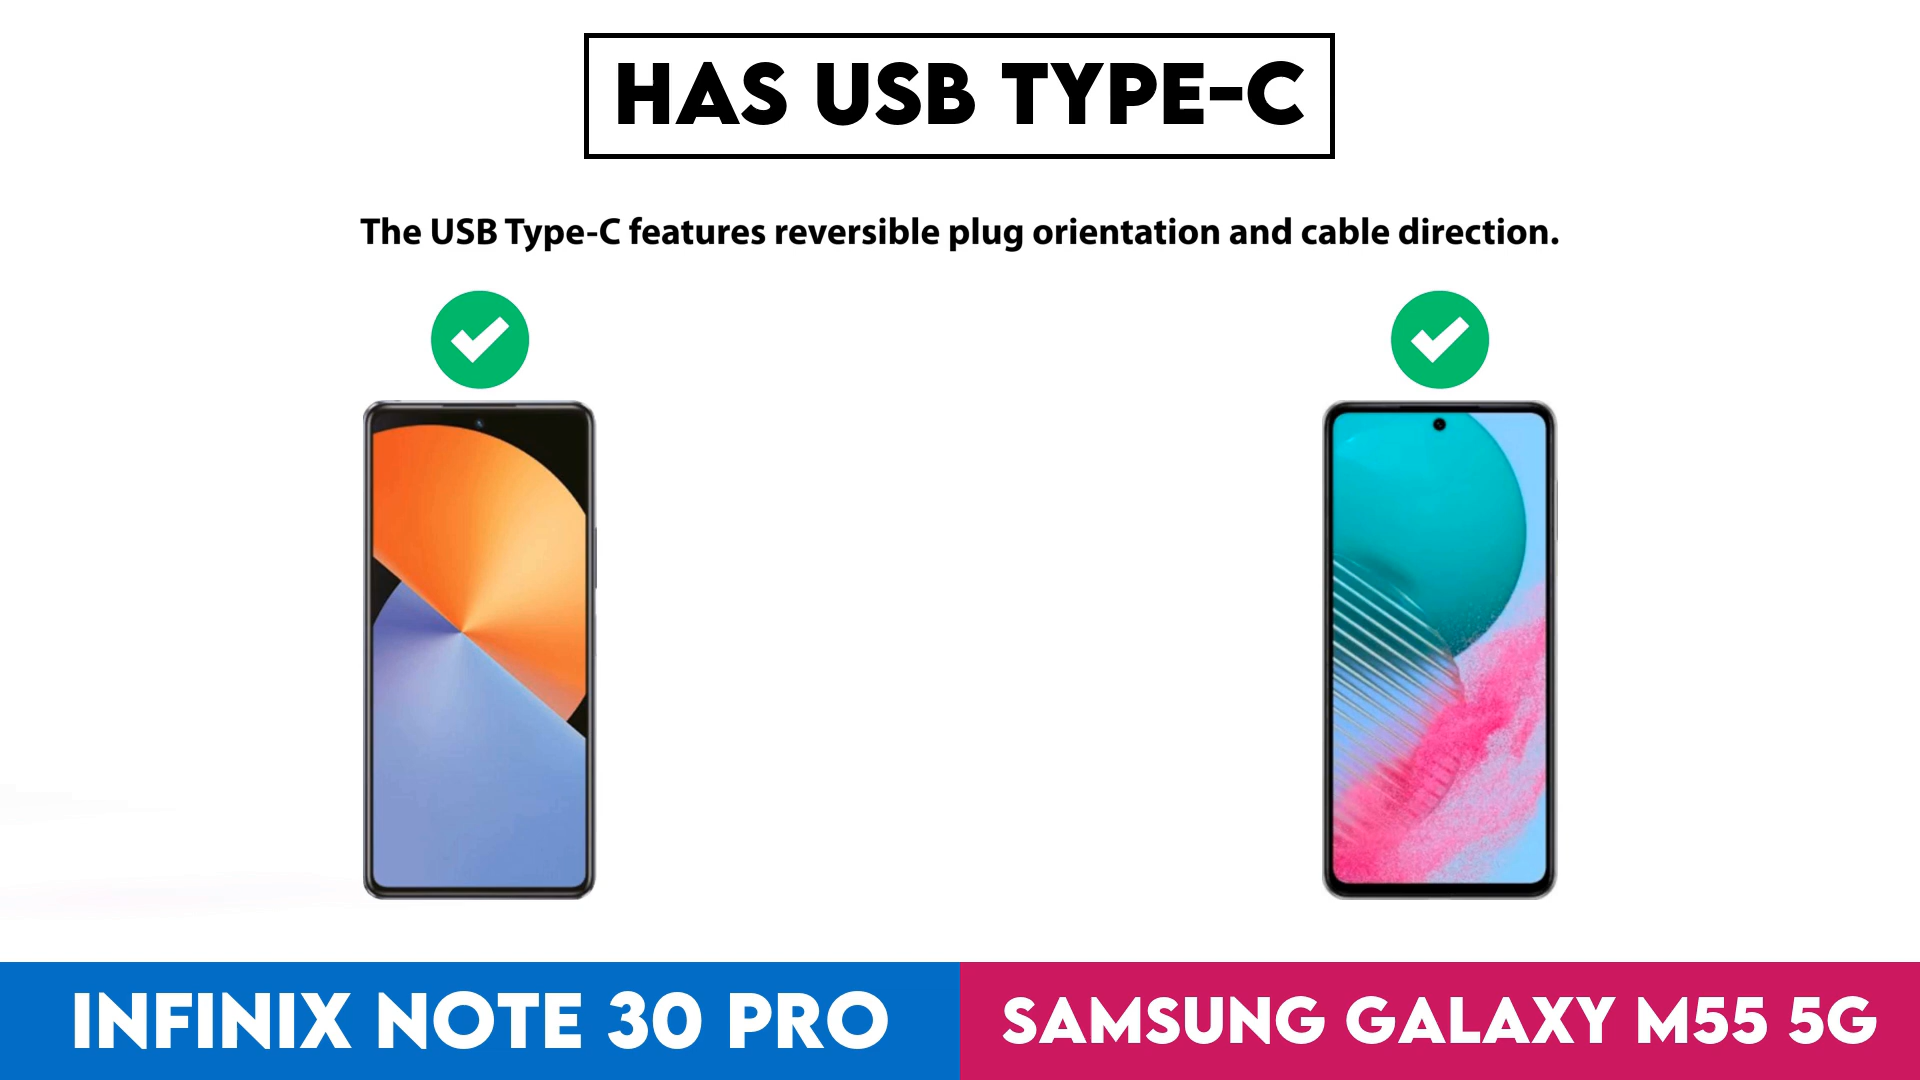 HAS USB TYPE-C
The USB Type-C features reversible plug orientation and cable direction.
INFINIX NOTE 30 PRO
SAMSUNG GALAXY M55 5G